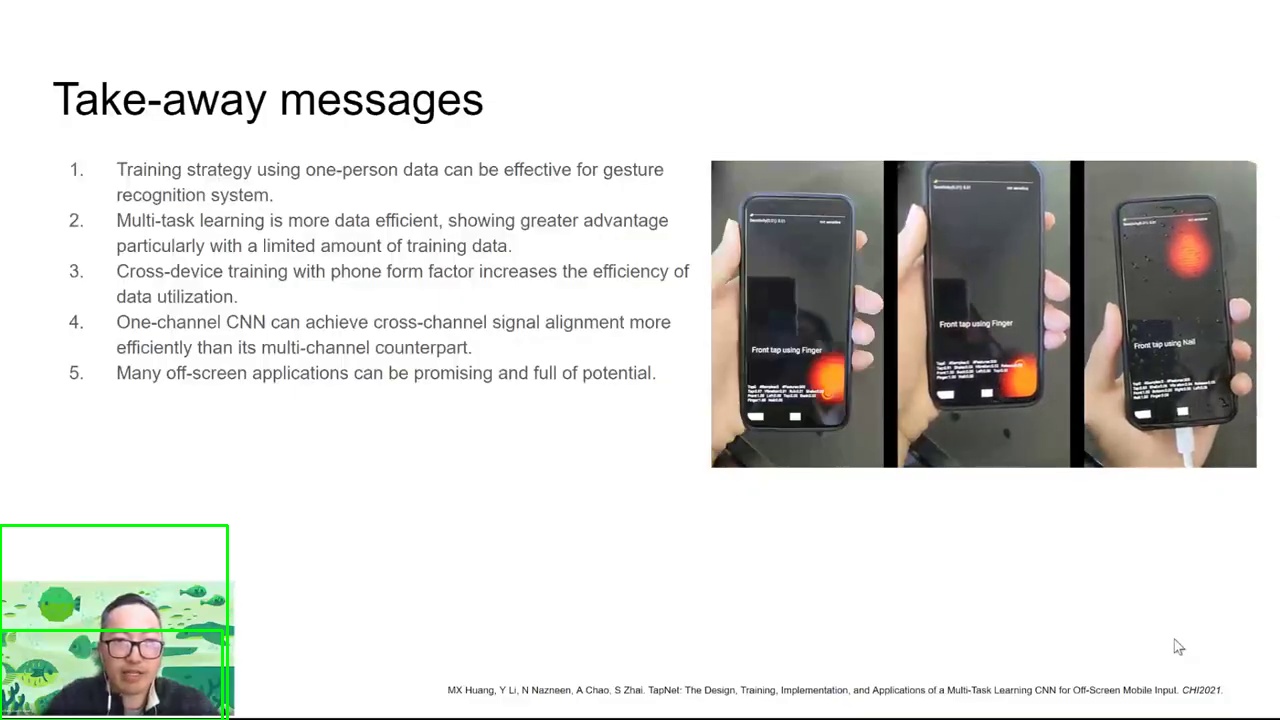 Take-away messages
1. Training strategy using one-person data can be effective for gesture
recognition system.
2. Multi-task learning is more data efficient, showing greater advantage
particularly with a limited amount of training data.
3. Cross-device training with phone form factor increases the efficiency of
data utilization.
4. One-channel CNN can achieve cross-channel signal alignment more
efficiently than its multi-channel counterpart.
5. Many off-screen applications can be promising and full of potential.
Front tap using Finger
Front tap using Finger
Front tap using Nail
MX Huang, Y Li, N Nazneen, A Chao, S Zhai. TapNet: The Design, Training, Implementation, and Applications of a Multi-Task Learning CNN for Off-Screen Mobile Input. CHI2021.